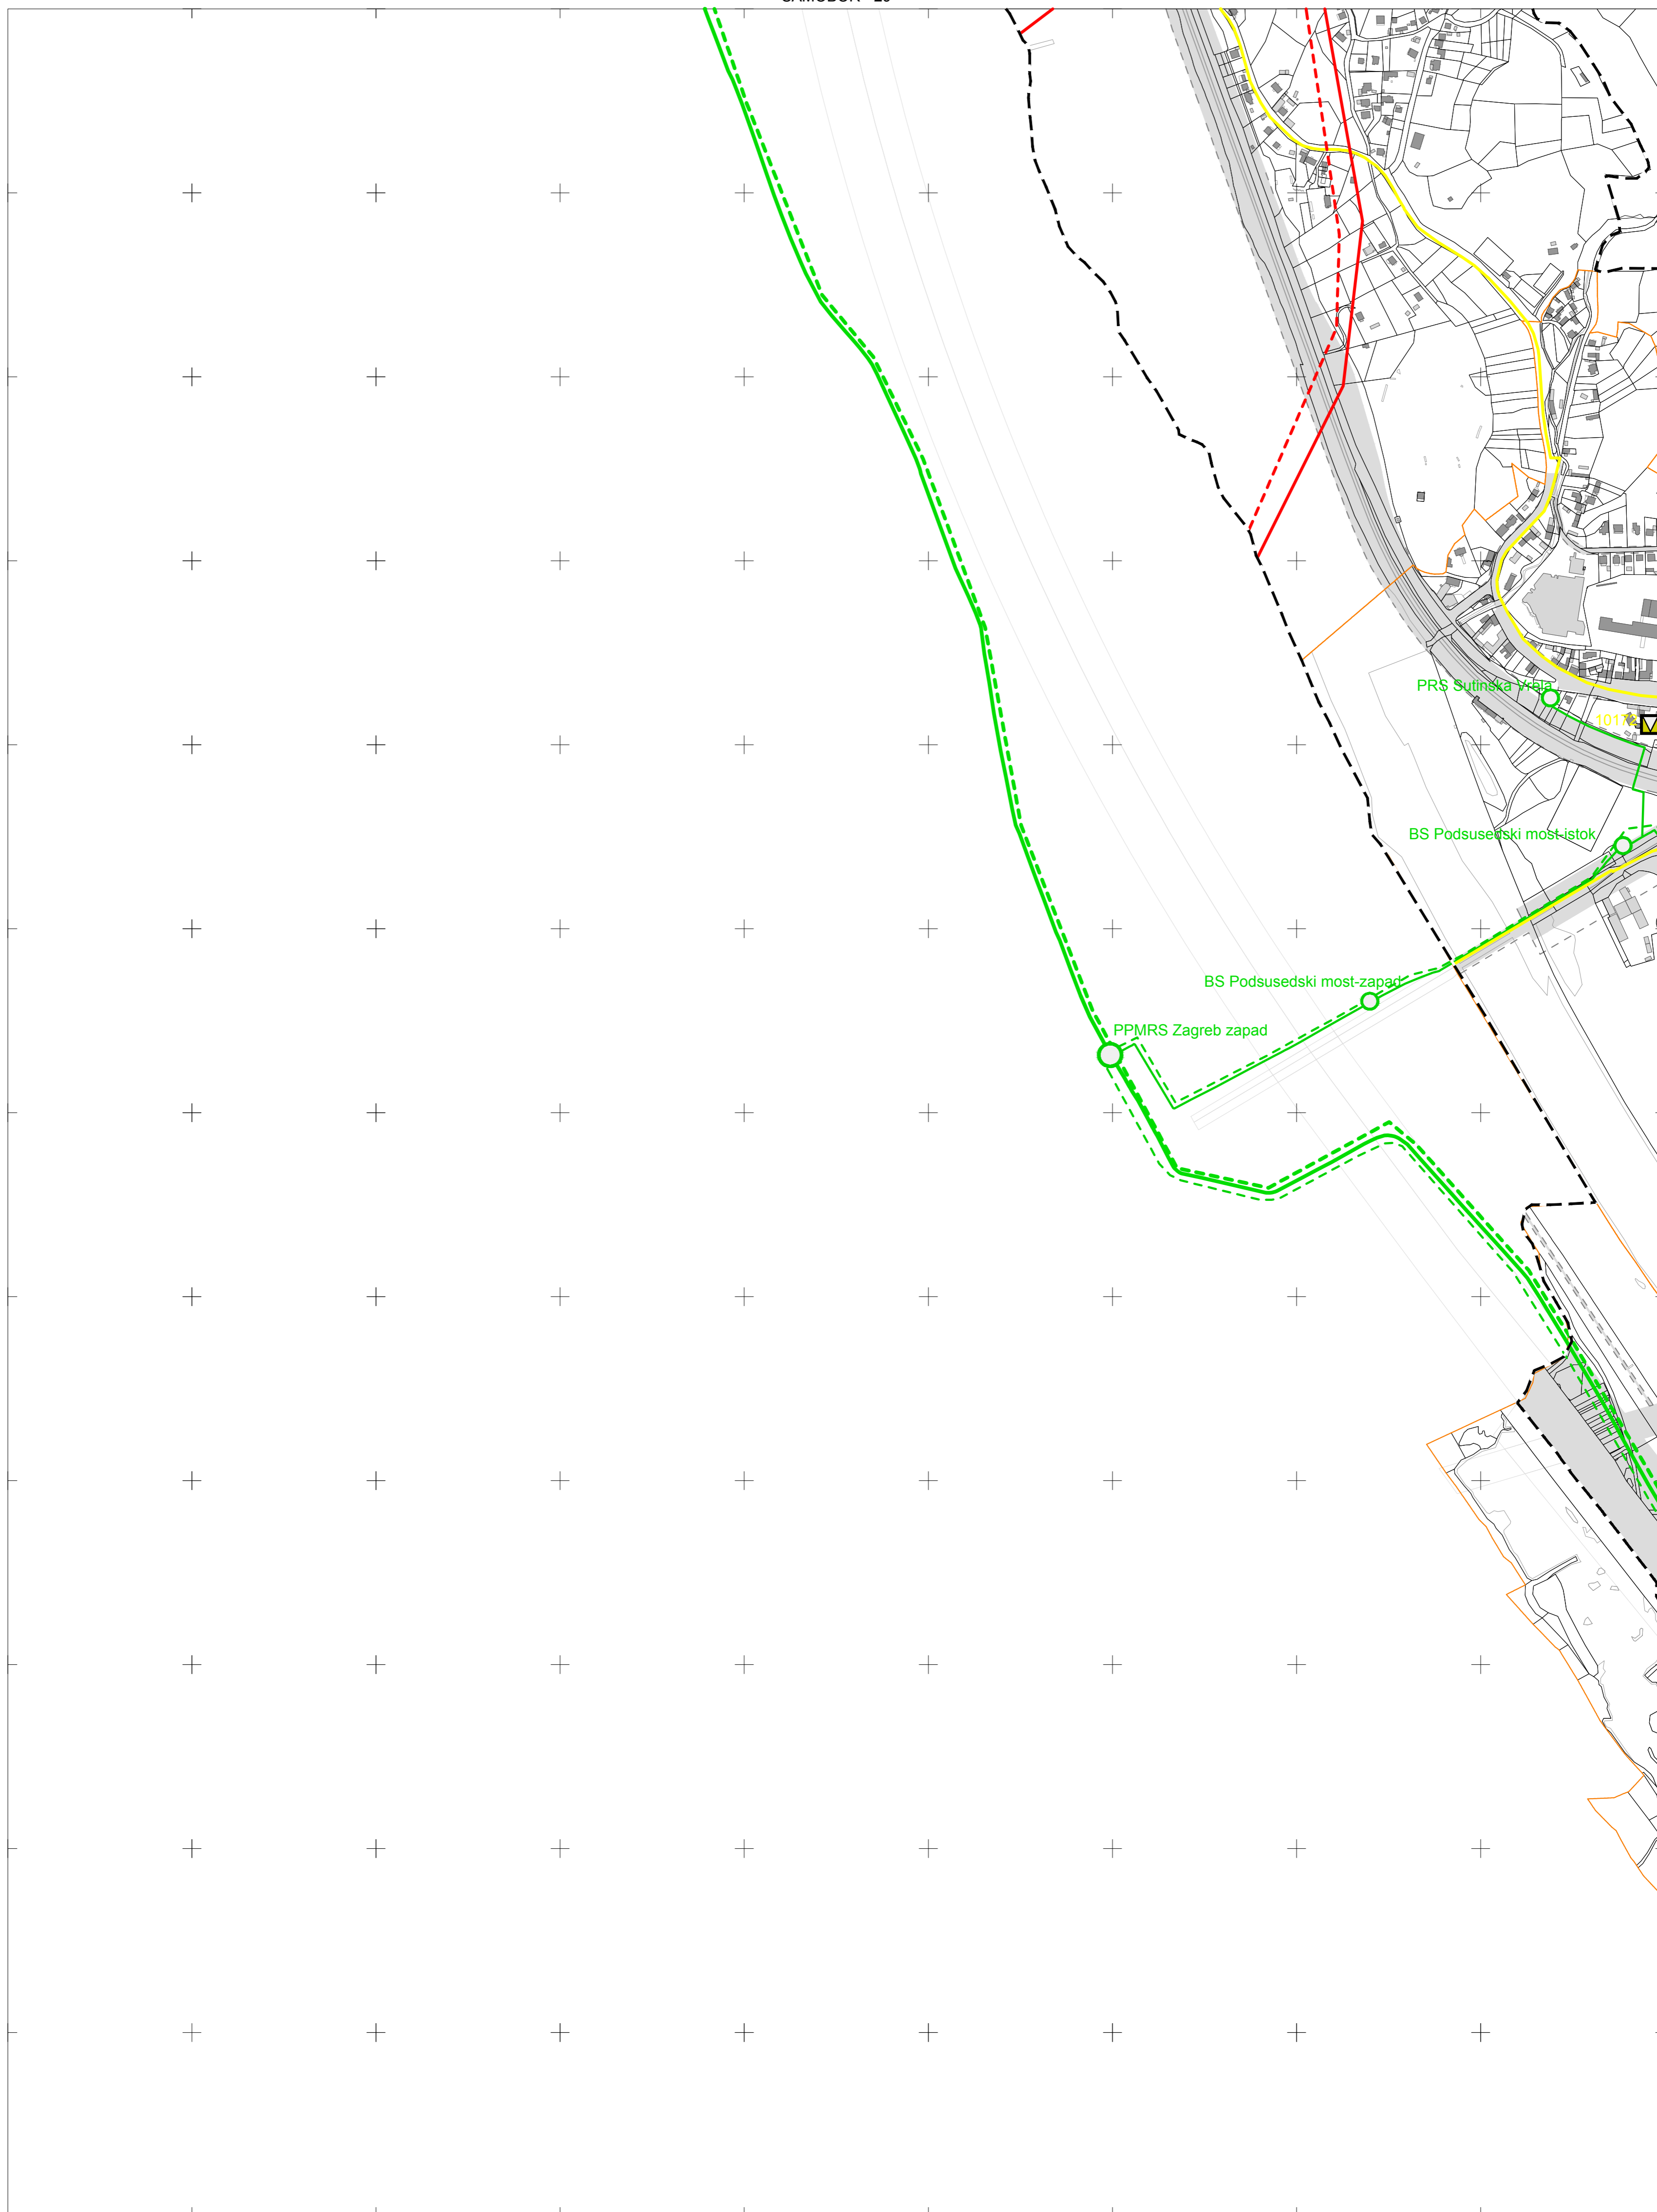 PRS Sutinska Vrela
BS Podsusedski most-istok
BS Podsusedski most-zapad
PPMRS Zagreb zapad